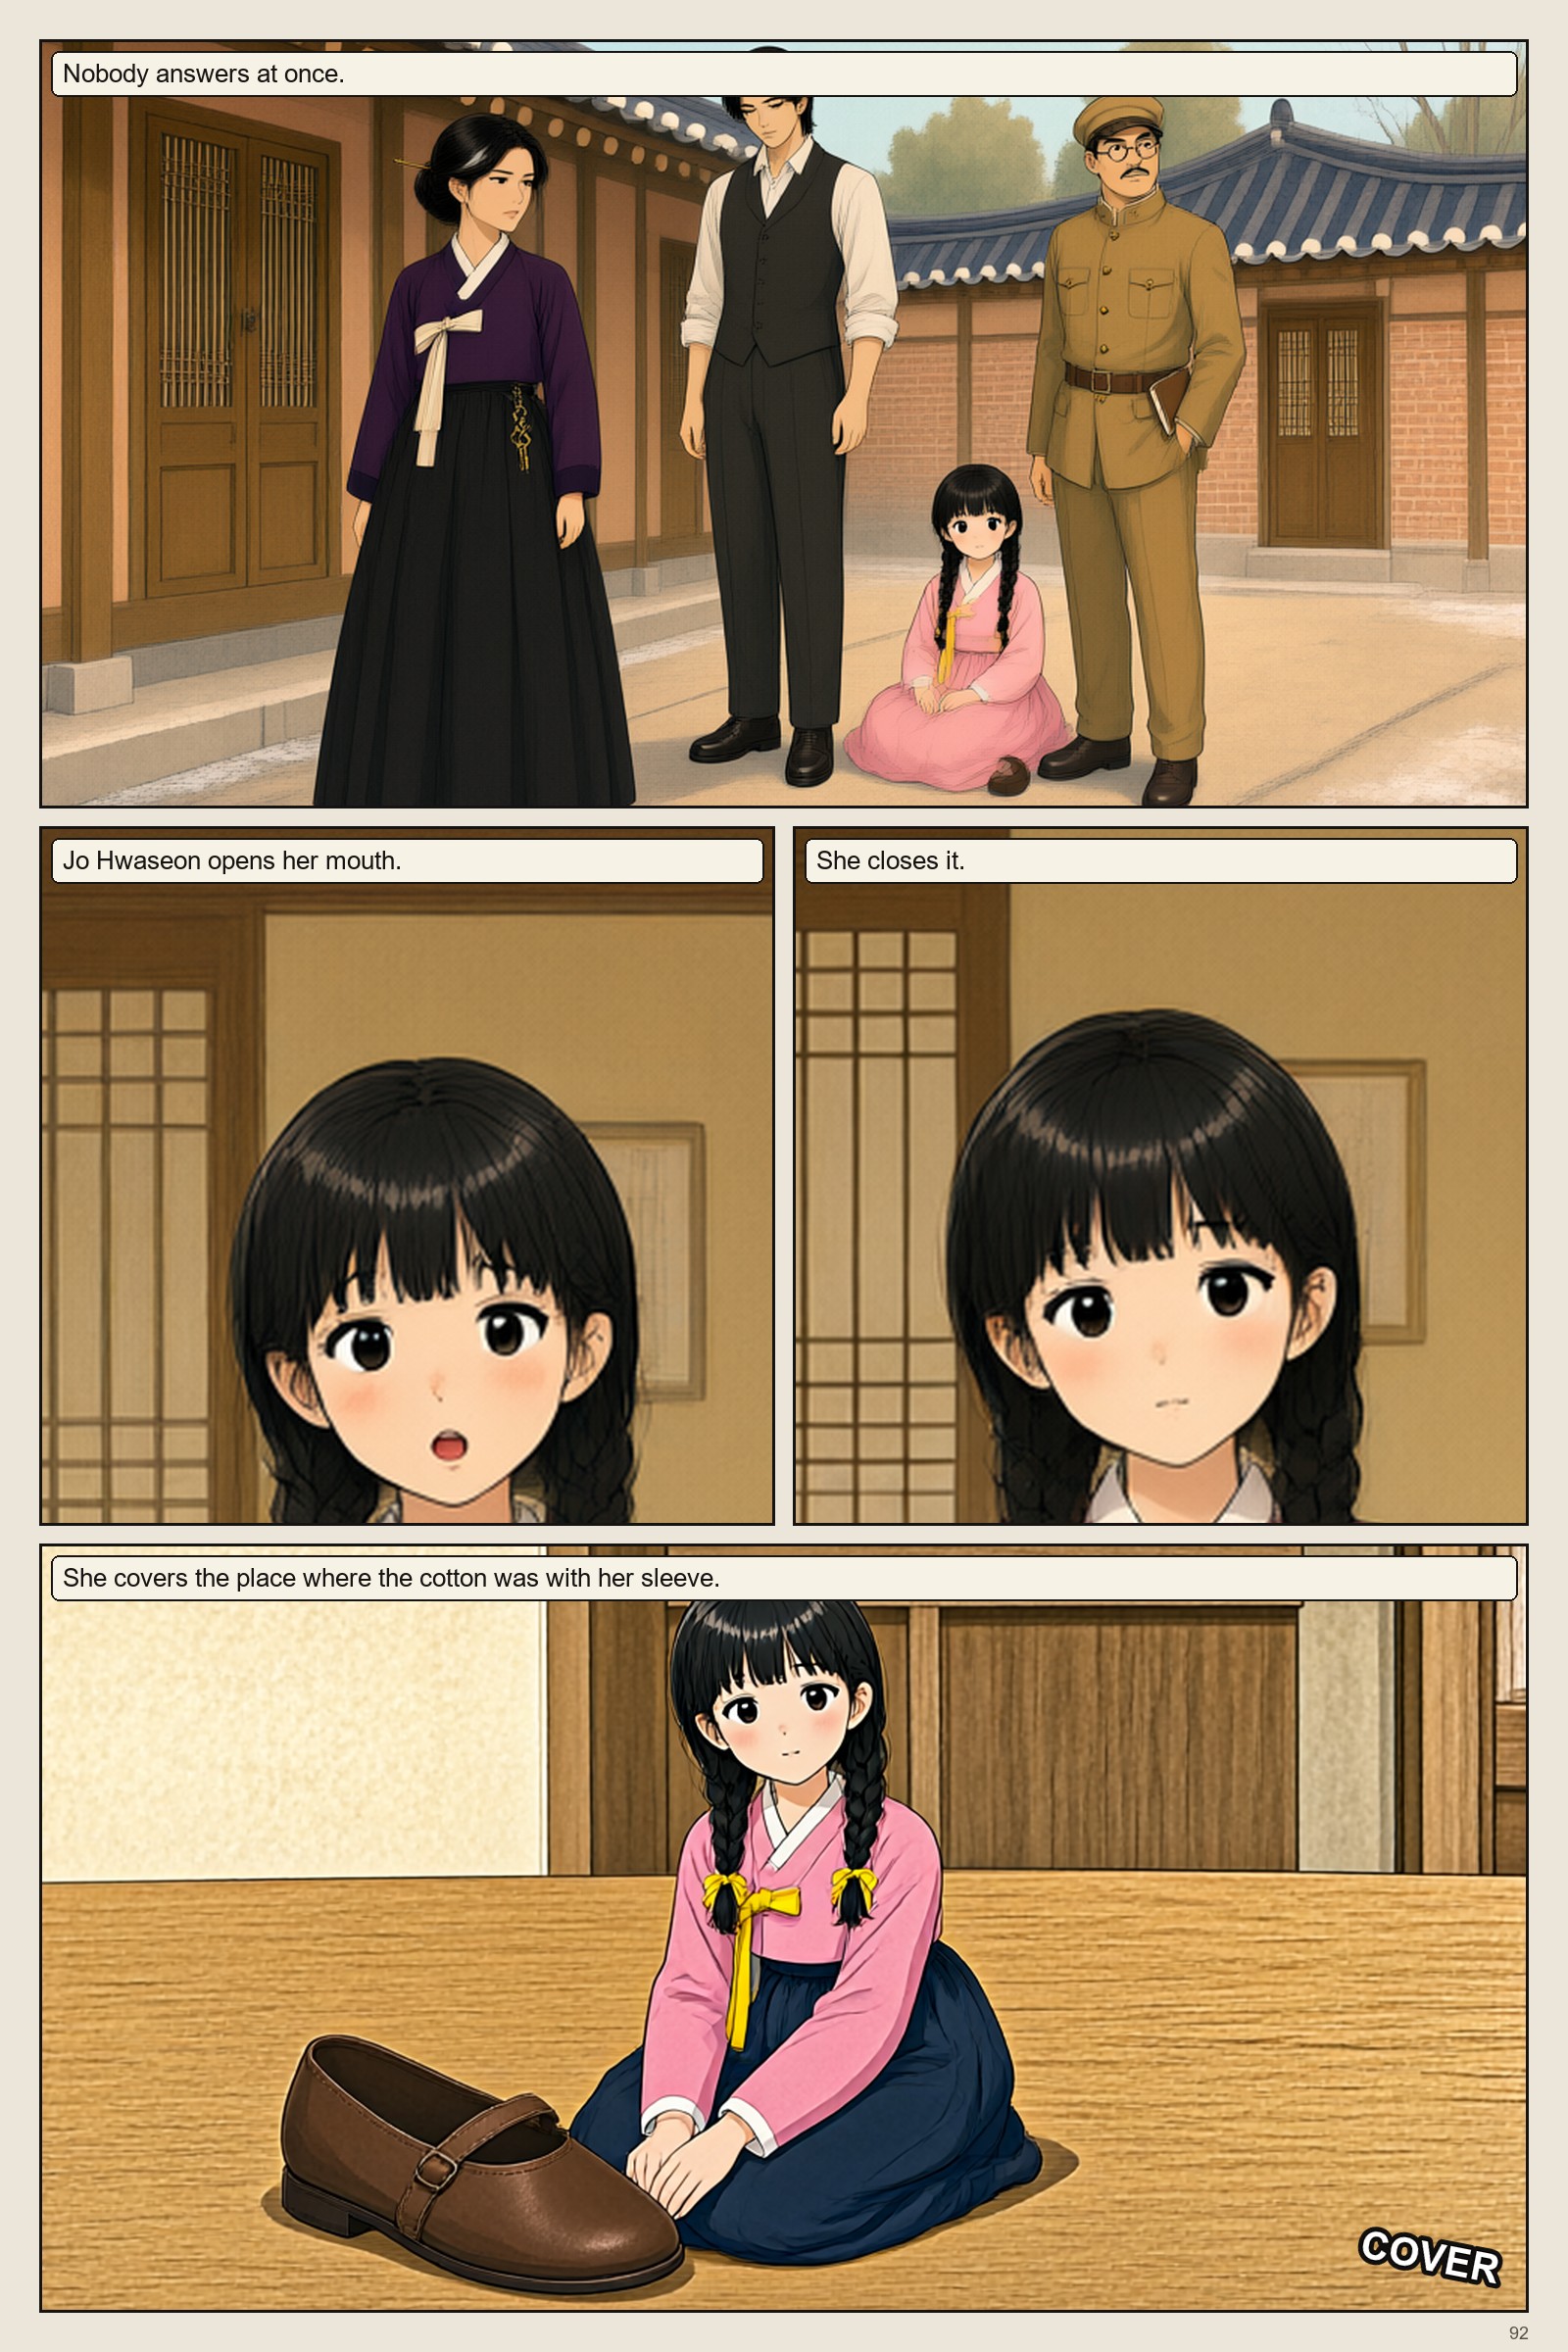 Nobody answers at once.
Jo Hwaseon opens her mouth.
She closes it.
She covers the place where the cotton was with her sleeve.
COVER
92